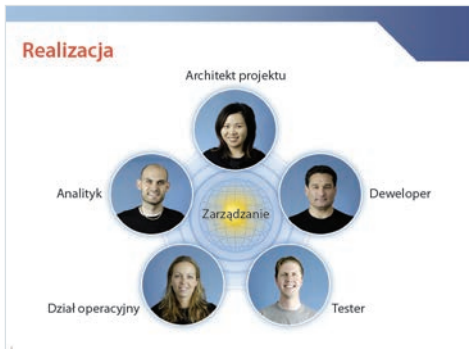 Realizacja
Architekt projektu
Analityk
Deweloper
Zarządzanie
Dział operacyjny
Tester